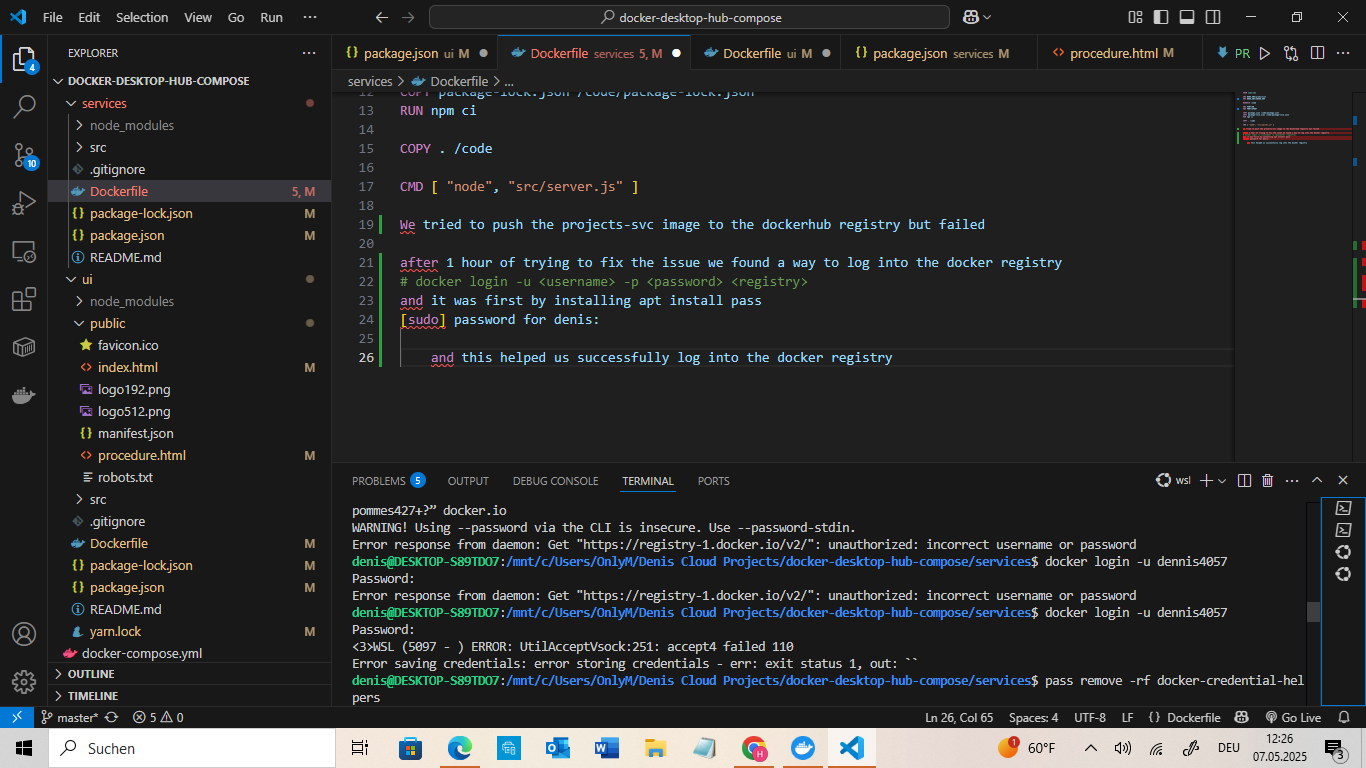 File Edit Selection View Go Run ···
docker-desktop-hub-compose
EXPLORER
package.json ui M
Dockerfile services 5, M
Dockerfile ui M
package.json services M
procedure.html M
PR
services > Dockerfile > ...
DOCKER-DESKTOP-HUB-COMPOSE
services
node_modules
src
.gitignore
Dockerfile 5, M
package-lock.json M
package.json M
README.md
ui
node_modules
public
favicon.ico
index.html M
logo192.png
logo512.png
manifest.json
procedure.html M
robots.txt
src
.gitignore
Dockerfile M
package-lock.json M
package.json M
README.md
yarn.lock M
docker-compose.yml
OUTLINE
TIMELINE
4
10
12 COPY package-lock.json /code/package-lock.json
13 RUN npm ci
14
15 COPY . /code
16
17 CMD [ "node", "src/server.js" ]
18
19 We tried to push the projects-svc image to the dockerhub registry but failed
20
21 after 1 hour of trying to fix the issue we found a way to log into the docker registry
22 # docker login -u <username> -p <password> <registry>
23 and it was first by installing apt install pass
24 [sudo] password for denis:
25
26 and this helped us successfully log into the docker registry
PROBLEMS 5 OUTPUT DEBUG CONSOLE TERMINAL PORTS
wsl
pommes427+?” docker.io
WARNING! Using --password via the CLI is insecure. Use --password-stdin.
Error response from daemon: Get "https://registry-1.docker.io/v2/": unauthorized: incorrect username or password
denis@DESKTOP-S89TDO7:/mnt/c/Users/OnlyM/Denis Cloud Projects/docker-desktop-hub-compose/services$ docker login -u dennis4057
Password:
Error response from daemon: Get "https://registry-1.docker.io/v2/": unauthorized: incorrect username or password
denis@DESKTOP-S89TDO7:/mnt/c/Users/OnlyM/Denis Cloud Projects/docker-desktop-hub-compose/services$ docker login -u dennis4057
Password:
<3>WSL (5097 - ) ERROR: UtilAcceptVsock:251: accept4 failed 110
Error saving credentials: error storing credentials - err: exit status 1, out: ``
denis@DESKTOP-S89TDO7:/mnt/c/Users/OnlyM/Denis Cloud Projects/docker-desktop-hub-compose/services$ pass remove -rf docker-credential-hel
pers
master* 5 0
Ln 26, Col 65 Spaces: 4 UTF-8 LF {} Dockerfile Go Live
Suchen
1 60°F DEU 12:26
07.05.2025
3